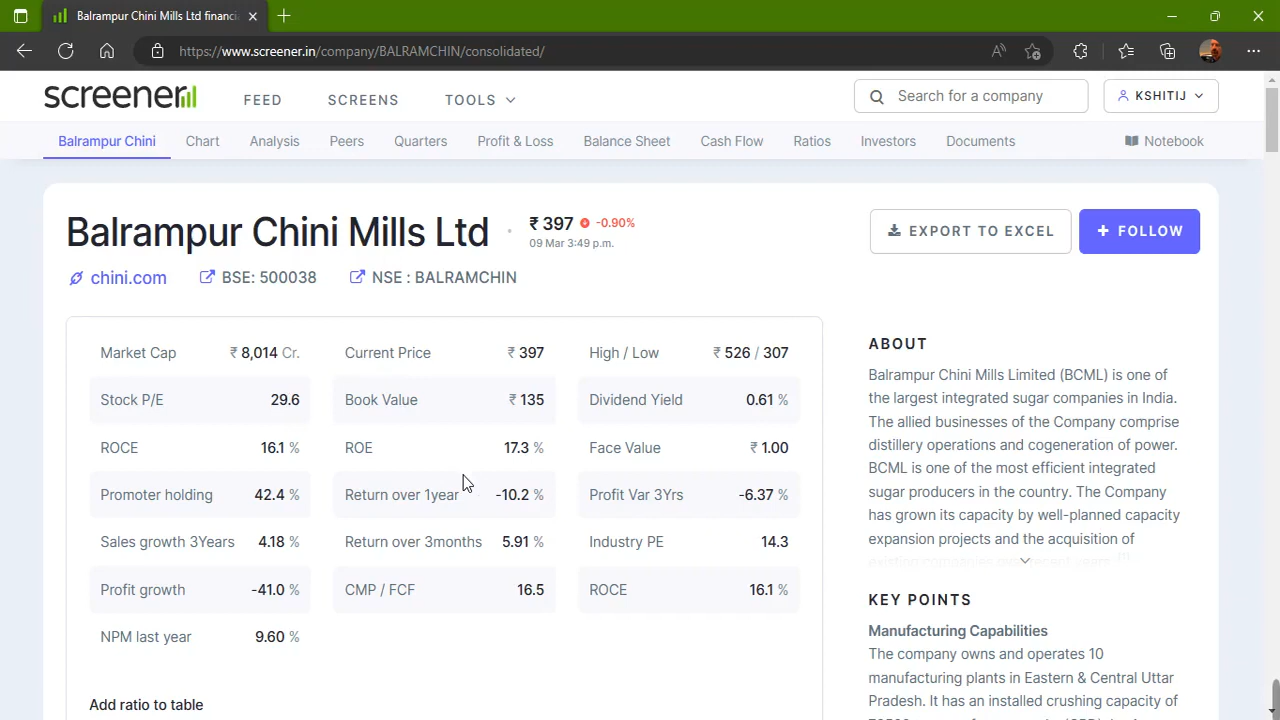 Balrampur Chini Mills Ltd financia
https://www.screener.in/company/BALRAMCHIN/consolidated/
screener
FEED SCREENS TOOLS
Search for a company
KSHITIJ
Balrampur Chini Chart Analysis Peers Quarters Profit & Loss Balance Sheet Cash Flow Ratios Investors Documents Notebook
Balrampur Chini Mills Ltd
₹ 397 -0.90%
09 Mar 3:49 p.m.
EXPORT TO EXCEL
+ FOLLOW
chini.com BSE: 500038 NSE : BALRAMCHIN
Market Cap ₹ 8,014 Cr. Current Price ₹ 397 High / Low ₹ 526 / 307
Stock P/E 29.6 Book Value ₹ 135 Dividend Yield 0.61 %
ROCE 16.1 % ROE 17.3 % Face Value ₹ 1.00
Promoter holding 42.4 % Return over 1year -10.2 % Profit Var 3Yrs -6.37 %
Sales growth 3Years 4.18 % Return over 3months 5.91 % Industry PE 14.3
Profit growth -41.0 % CMP / FCF 16.5 ROCE 16.1 %
NPM last year 9.60 %
Add ratio to table
ABOUT
Balrampur Chini Mills Limited (BCML) is one of
the largest integrated sugar companies in India.
The allied businesses of the Company comprise
distillery operations and cogeneration of power.
BCML is one of the most efficient integrated
sugar producers in the country. The Company
has grown its capacity by well-planned capacity
expansion projects and the acquisition of
KEY POINTS
Manufacturing Capabilities
The company owns and operates 10
manufacturing plants in Eastern & Central Uttar
Pradesh. It has an installed crushing capacity of